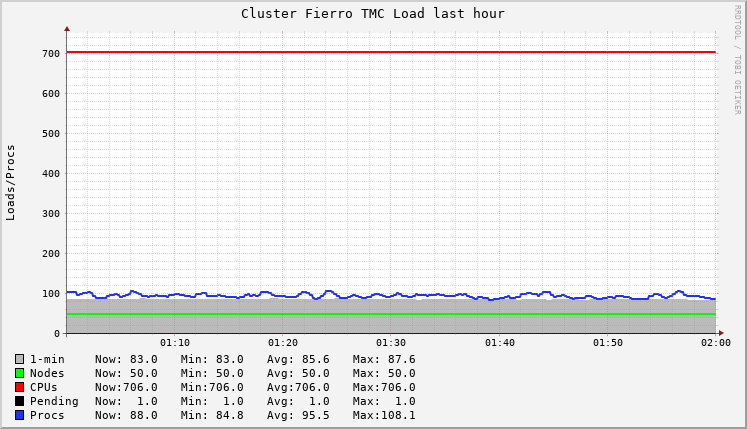 Cluster Fierro TMC Load last hour
RRDTOOL / TOBI OETIKER
Loads/Procs
700
600
500
400
300
200
100
0
01:10 01:20 01:30 01:40 01:50 02:00
1-min Now: 83.0 Min: 83.0 Avg: 85.6 Max: 87.6
Nodes Now: 50.0 Min: 50.0 Avg: 50.0 Max: 50.0
CPUs Now:706.0 Min:706.0 Avg:706.0 Max:706.0
Pending Now: 1.0 Min: 1.0 Avg: 1.0 Max: 1.0
Procs Now: 88.0 Min: 84.8 Avg: 95.5 Max:108.1